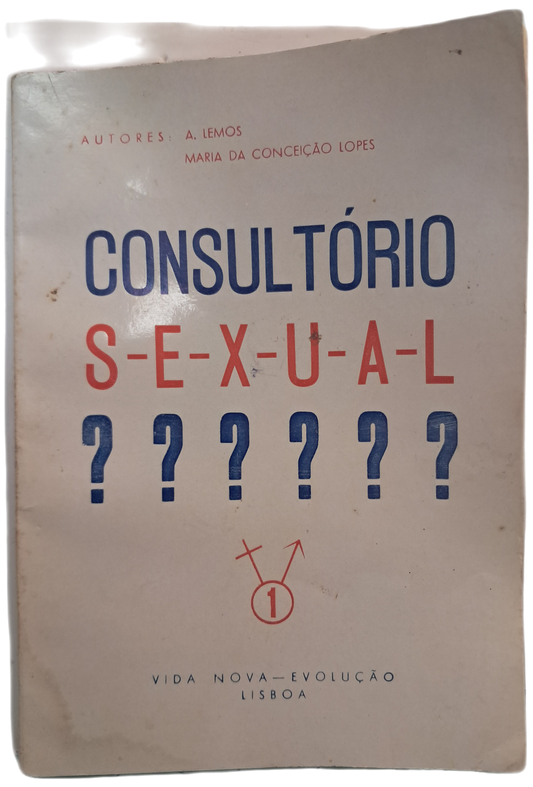 AUTORES: A. LEMOS
MARIA DA CONCEIÇÃO LOPES
CONSULTÓRIO
S-E-X-U-A-L
? ? ? ? ? ?
1
VIDA NOVA—EVOLUÇÃO
LISBOA